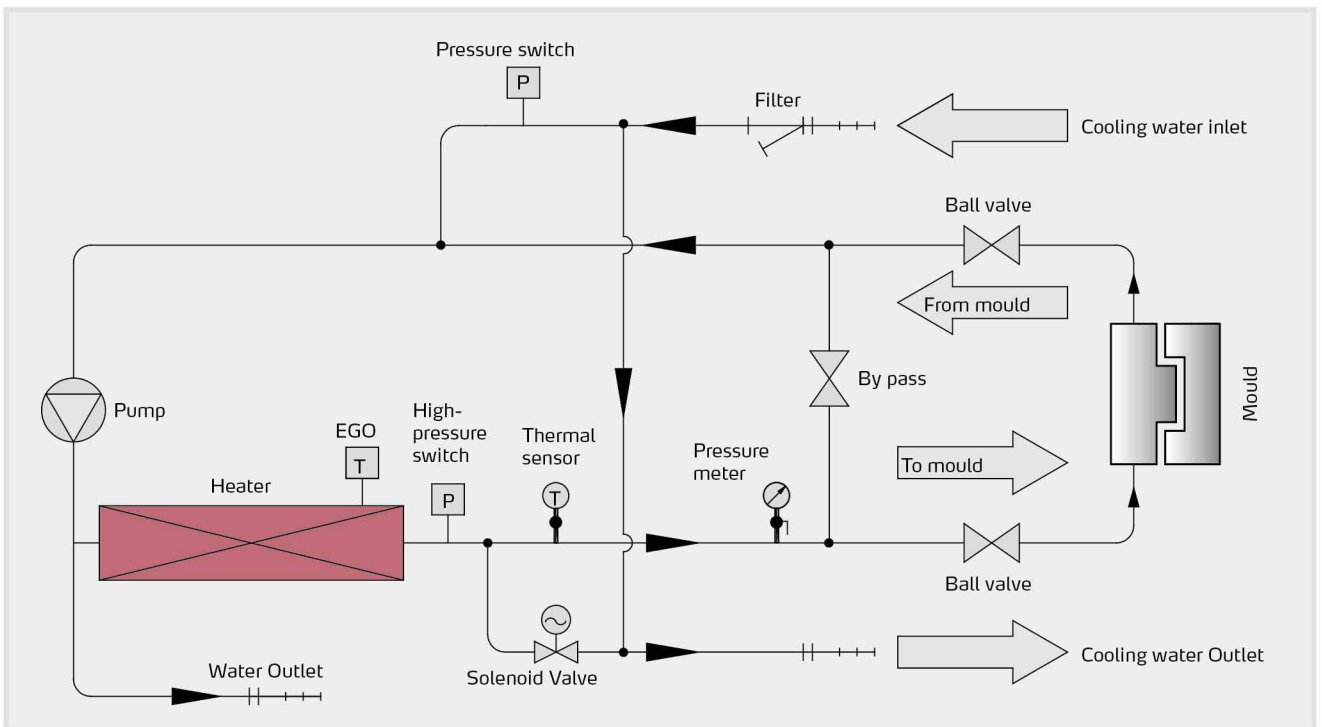 Pressure switch
P
Filter
Cooling water inlet
Ball valve
From mould
By pass
Mould
Pump
High-
pressure
switch
EGO
T
Thermal
sensor
Pressure
meter
To mould
Heater
P
T
Ball valve
Water Outlet
Solenoid Valve
Cooling water Outlet